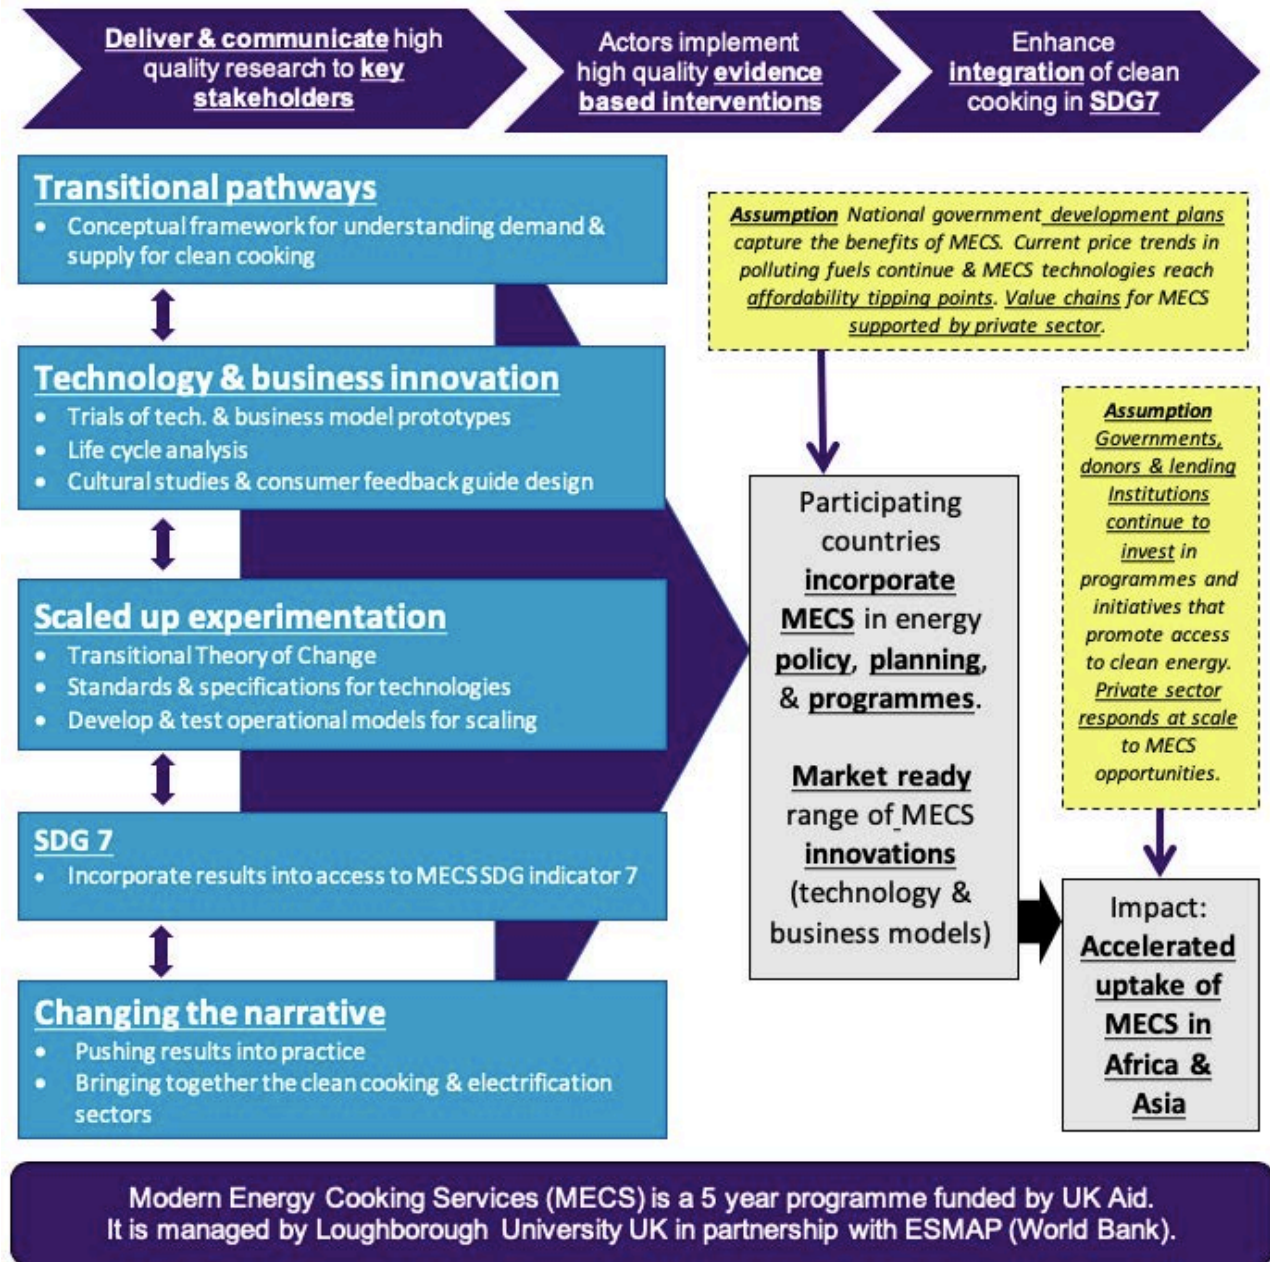 Deliver & communicate high
quality research to key
stakeholders
Actors implement
high quality evidence
based interventions
Enhance
integration of clean
cooking in SDG7
Transitional pathways
• Conceptual framework for understanding demand &
supply for clean cooking
Technology & business innovation
• Trials of tech. & business model prototypes
• Life cycle analysis
• Cultural studies & consumer feedback guide design
Scaled up experimentation
• Transitional Theory of Change
• Standards & specifications for technologies
• Develop & test operational models for scaling
SDG 7
• Incorporate results into access to MECS SDG indicator 7
Changing the narrative
• Pushing results into practice
• Bringing together the clean cooking & electrification
sectors
Assumption National government development plans
capture the benefits of MECS. Current price trends in
polluting fuels continue & MECS technologies reach
affordability tipping points. Value chains for MECS
supported by private sector.
Participating
countries
incorporate
MECS in energy
policy, planning,
& programmes.
Market ready
range of MECS
innovations
(technology &
business models)
Assumption
Governments,
donors & lending
Institutions
continue to
invest in
programmes and
initiatives that
promote access
to clean energy.
Private sector
responds at scale
to MECS
opportunities.
Impact:
Accelerated
uptake of
MECS in
Africa &
Asia
Modern Energy Cooking Services (MECS) is a 5 year programme funded by UK Aid.
It is managed by Loughborough University UK in partnership with ESMAP (World Bank).